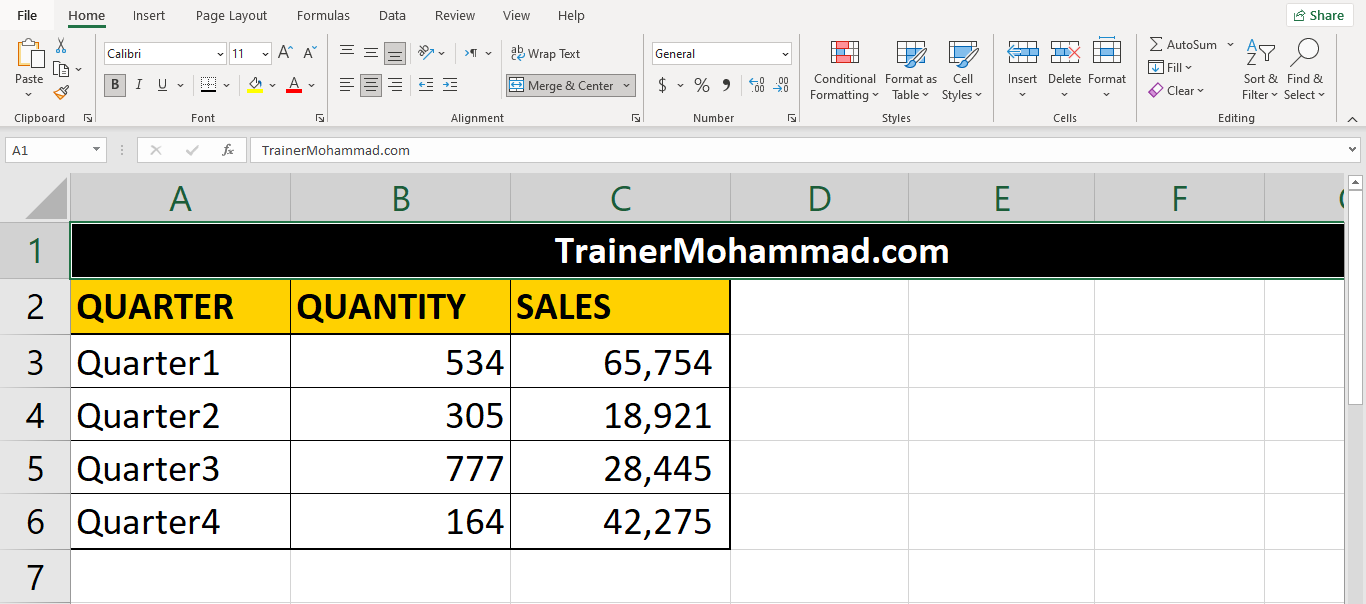 File Home Insert Page Layout Formulas Data Review View Help Share
Calibri 11 ab Wrap Text General AutoSum
Paste Conditional Formatting Format as Table Cell Styles Insert Delete Format Fill Sort & Filter Find & Select
B I U A Merge & Center $ % Clear
Clipboard Font Alignment Number Styles Cells Editing
A1 fx TrainerMohammad.com
A B C D E F
1 TrainerMohammad.com
2 QUARTER QUANTITY SALES
3 Quarter1 534 65,754
4 Quarter2 305 18,921
5 Quarter3 777 28,445
6 Quarter4 164 42,275
7